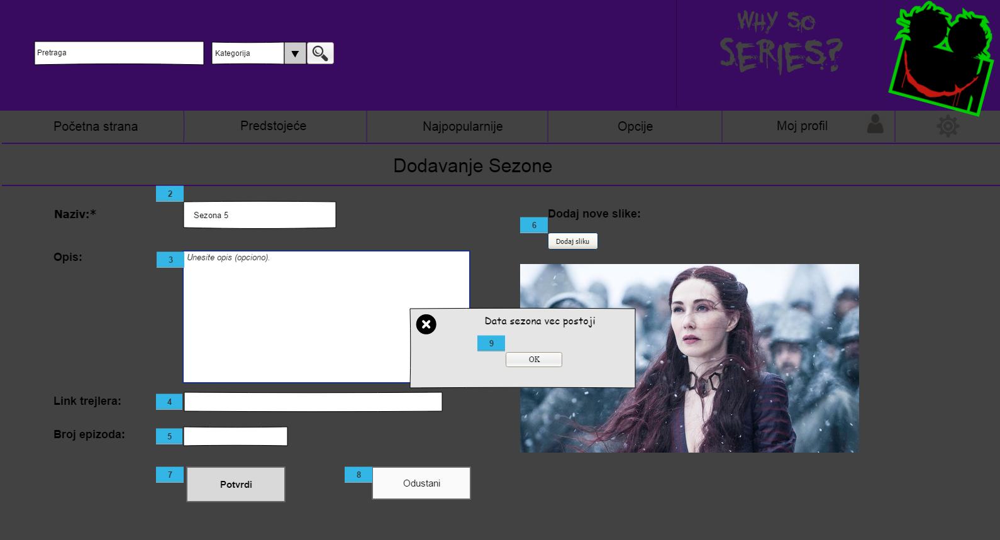 WHY SO
SERIES?
Pretraga
Kategorija
Početna strana
Predstojeće
Najpopularnije
Opcije
Moj profil
Dodavanje Sezone
2
Naziv:*
Sezona 5
Dodaj nove slike:
6
Dodaj sliku
Opis:
3
Unesite opis (opciono).
Data sezona vec postoji
9
OK
Link trejlera:
4
Broj epizoda:
5
7
Potvrdi
8
Odustani